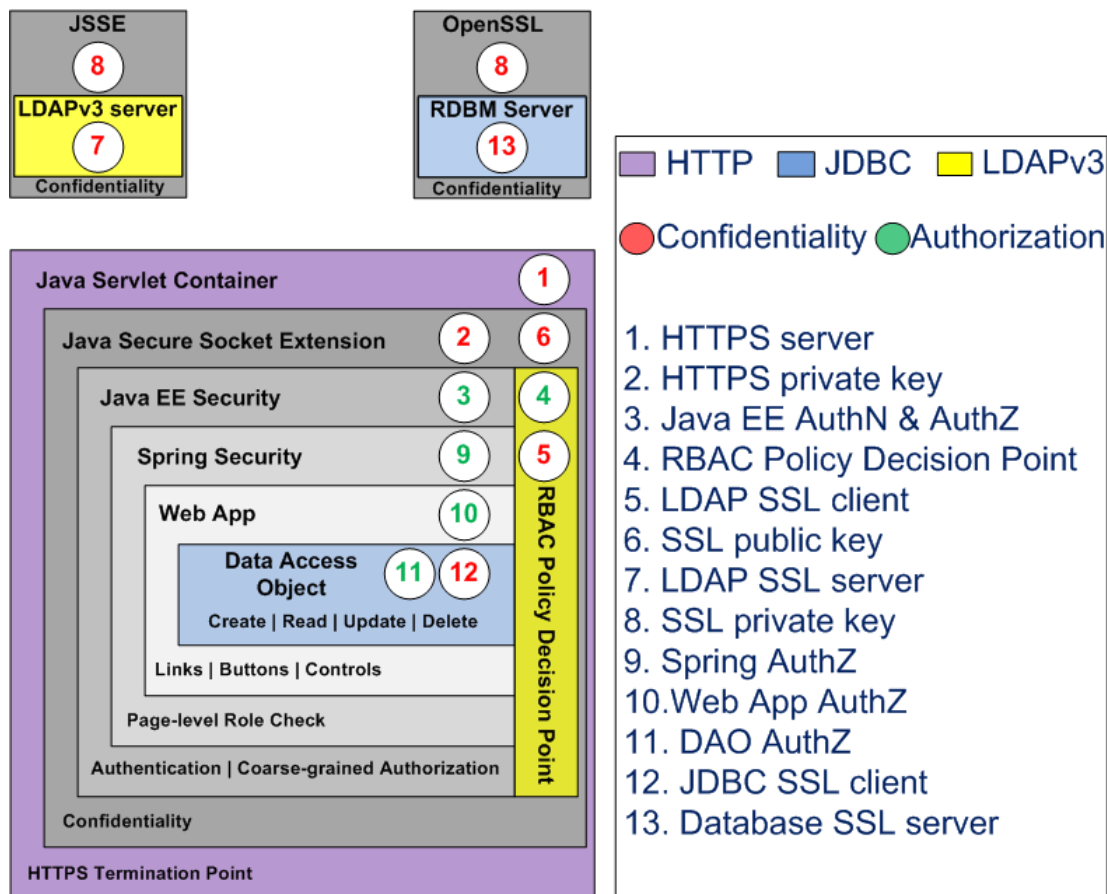 JSSE
8
LDAPv3 server
7
Confidentiality
OpenSSL
8
RDBM Server
13
Confidentiality
Java Servlet Container
1
Java Secure Socket Extension
2
6
Java EE Security
3
4
Spring Security
9
5
Web App
10
Data Access
Object
11
12
Create | Read | Update | Delete
Links | Buttons | Controls
Page-level Role Check
Authentication | Coarse-grained Authorization
RBAC Policy Decision Point
Confidentiality
HTTPS Termination Point
HTTP
JDBC
LDAPv3
Confidentiality
Authorization
1. HTTPS server
2. HTTPS private key
3. Java EE AuthN & AuthZ
4. RBAC Policy Decision Point
5. LDAP SSL client
6. SSL public key
7. LDAP SSL server
8. SSL private key
9. Spring AuthZ
10.Web App AuthZ
11. DAO AuthZ
12. JDBC SSL client
13. Database SSL server